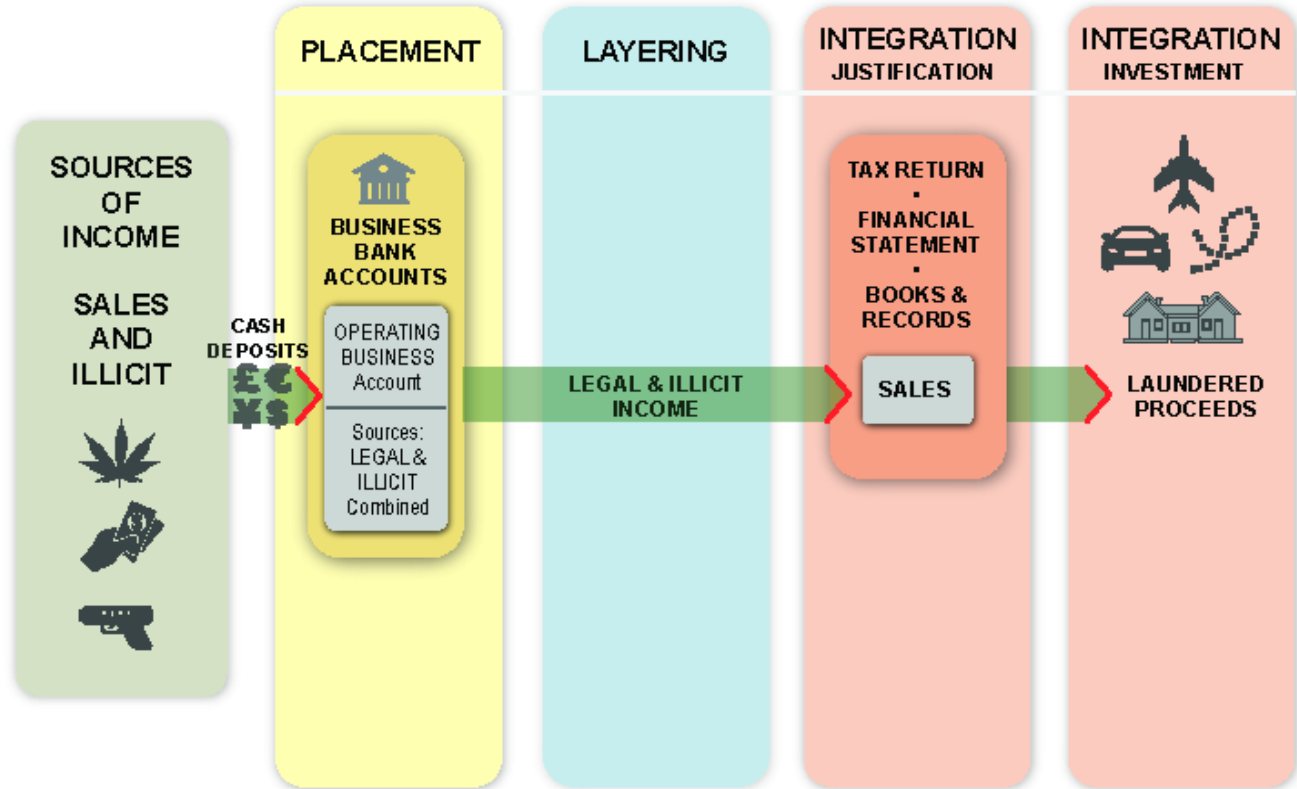 PLACEMENT
LAYERING
INTEGRATION
JUSTIFICATION
INTEGRATION
INVESTMENT
SOURCES
OF
INCOME
SALES
AND
ILLICIT
CASH
DEPOSITS
£ €
¥ $
BUSINESS
BANK
ACCOUNTS
OPERATING
BUSINESS
Account
Sources:
LEGAL &
ILLICIT
Combined
LEGAL & ILLICIT
INCOME
TAX RETURN
•
FINANCIAL
STATEMENT
•
BOOKS &
RECORDS
SALES
LAUNDERED
PROCEEDS